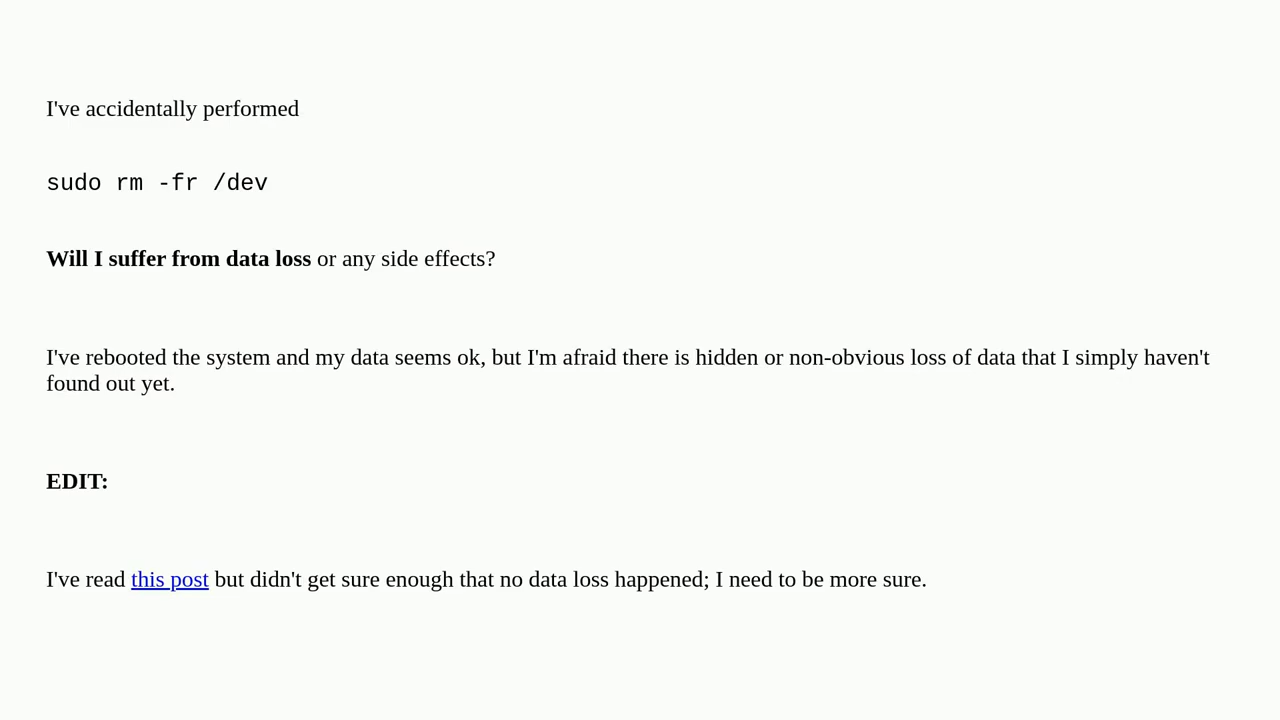 I've accidentally performed
sudo rm -fr /dev
Will I suffer from data loss or any side effects?
I've rebooted the system and my data seems ok, but I'm afraid there is hidden or non-obvious loss of data that I simply haven't
found out yet.
EDIT:
I've read this post but didn't get sure enough that no data loss happened; I need to be more sure.